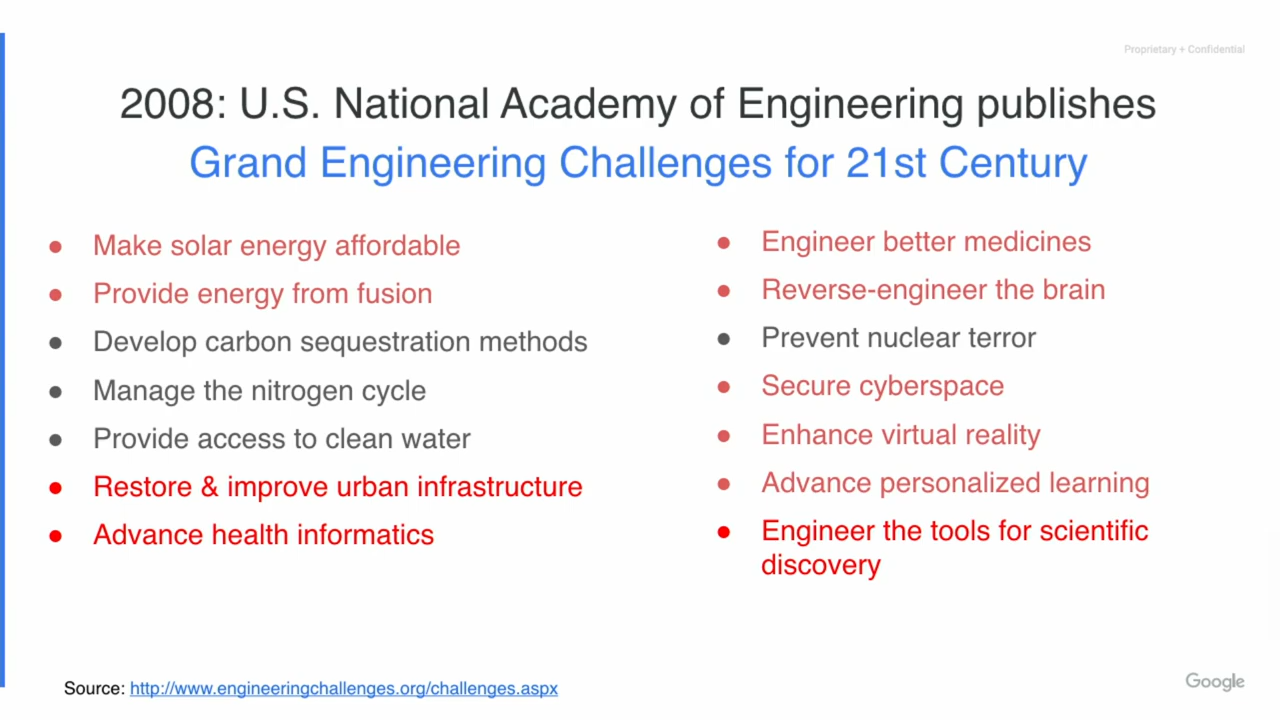 Proprietary + Confidential
2008: U.S. National Academy of Engineering publishes
Grand Engineering Challenges for 21st Century
● Make solar energy affordable
● Provide energy from fusion
● Develop carbon sequestration methods
● Manage the nitrogen cycle
● Provide access to clean water
● Restore & improve urban infrastructure
● Advance health informatics
● Engineer better medicines
● Reverse-engineer the brain
● Prevent nuclear terror
● Secure cyberspace
● Enhance virtual reality
● Advance personalized learning
● Engineer the tools for scientific
discovery
Source: http://www.engineeringchallenges.org/challenges.aspx
Google